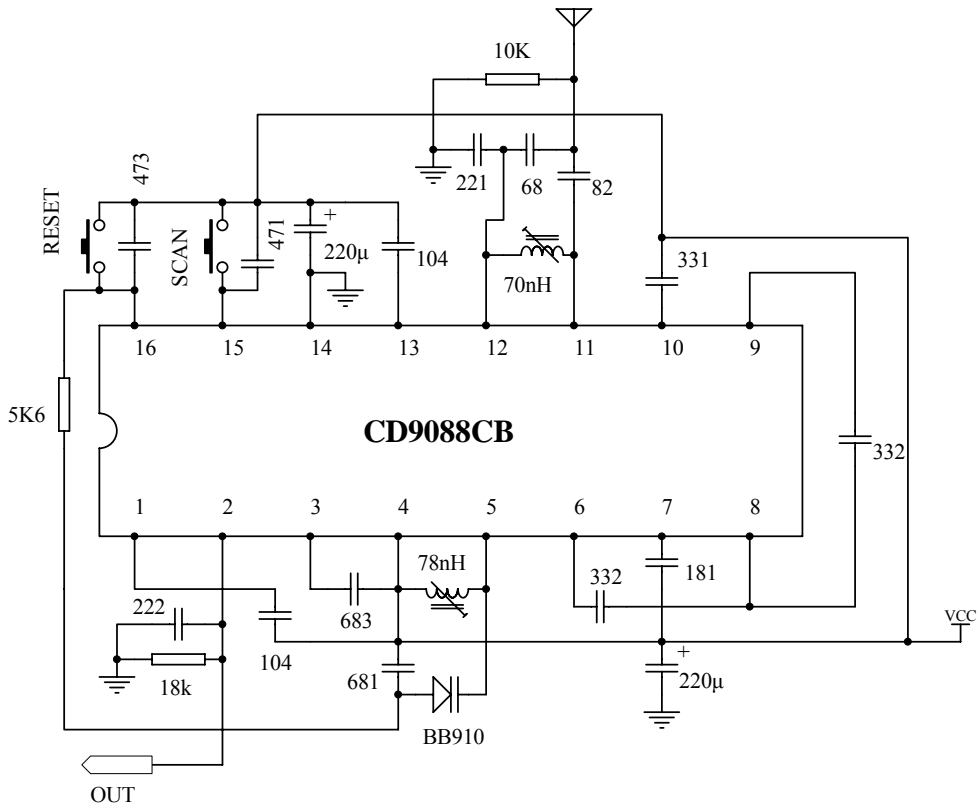 10K
473
221
68
82
RESET
SCAN
471
+
220μ
104
70nH
331
16
15
14
13
12
11
10
9
5K6
CD9088CB
332
1
2
3
4
5
6
7
8
78nH
332
181
222
683
VCC
104
18k
681
+
220μ
BB910
OUT